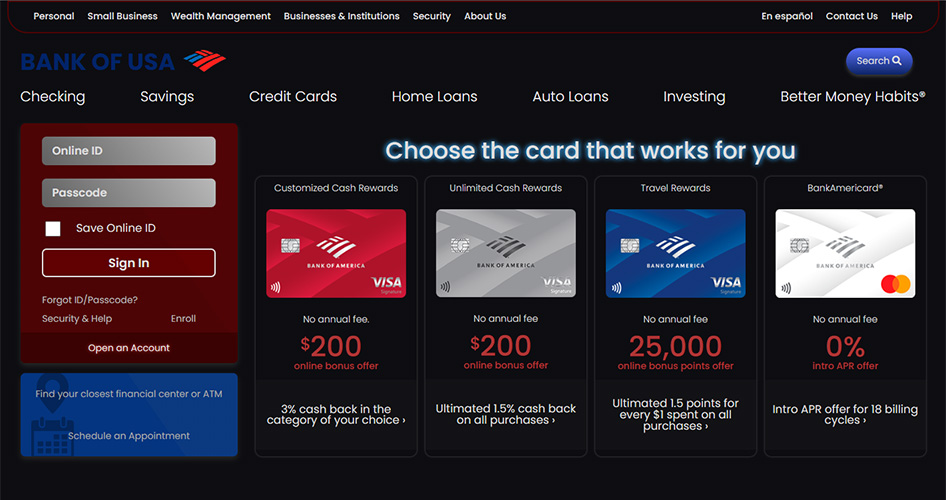 Personal Small Business Wealth Management Businesses & Institutions Security About Us En español Contact Us Help
BANK OF USA
Search
Checking Savings Credit Cards Home Loans Auto Loans Investing Better Money Habits®
Online ID
Passcode
Save Online ID
Sign In
Forgot ID/Passcode?
Security & Help Enroll
Open an Account
Find your closest financial center or ATM
Schedule an Appointment
Choose the card that works for you
Customized Cash Rewards
BANK OF AMERICA
VISA
Signature
No annual fee.
$200
online bonus offer
3% cash back in the
category of your choice ›
Unlimited Cash Rewards
BANK OF AMERICA
VISA
Signature
No annual fee
$200
online bonus offer
Ultimated 1.5% cash back
on all purchases ›
Travel Rewards
BANK OF AMERICA
VISA
Signature
No annual fee
25,000
online bonus points offer
Ultimated 1.5 points for
every $1 spent on all
purchases ›
BankAmericard®
BANK OF AMERICA
No annual fee
0%
intro APR offer
Intro APR offer for 18 billing
cycles ›